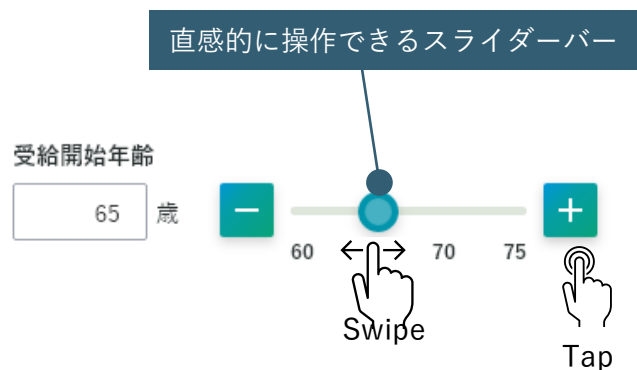 直感的に操作できるスライダーバー
受給開始年齢
65 歳 − +
60 70 75
Swipe
Tap